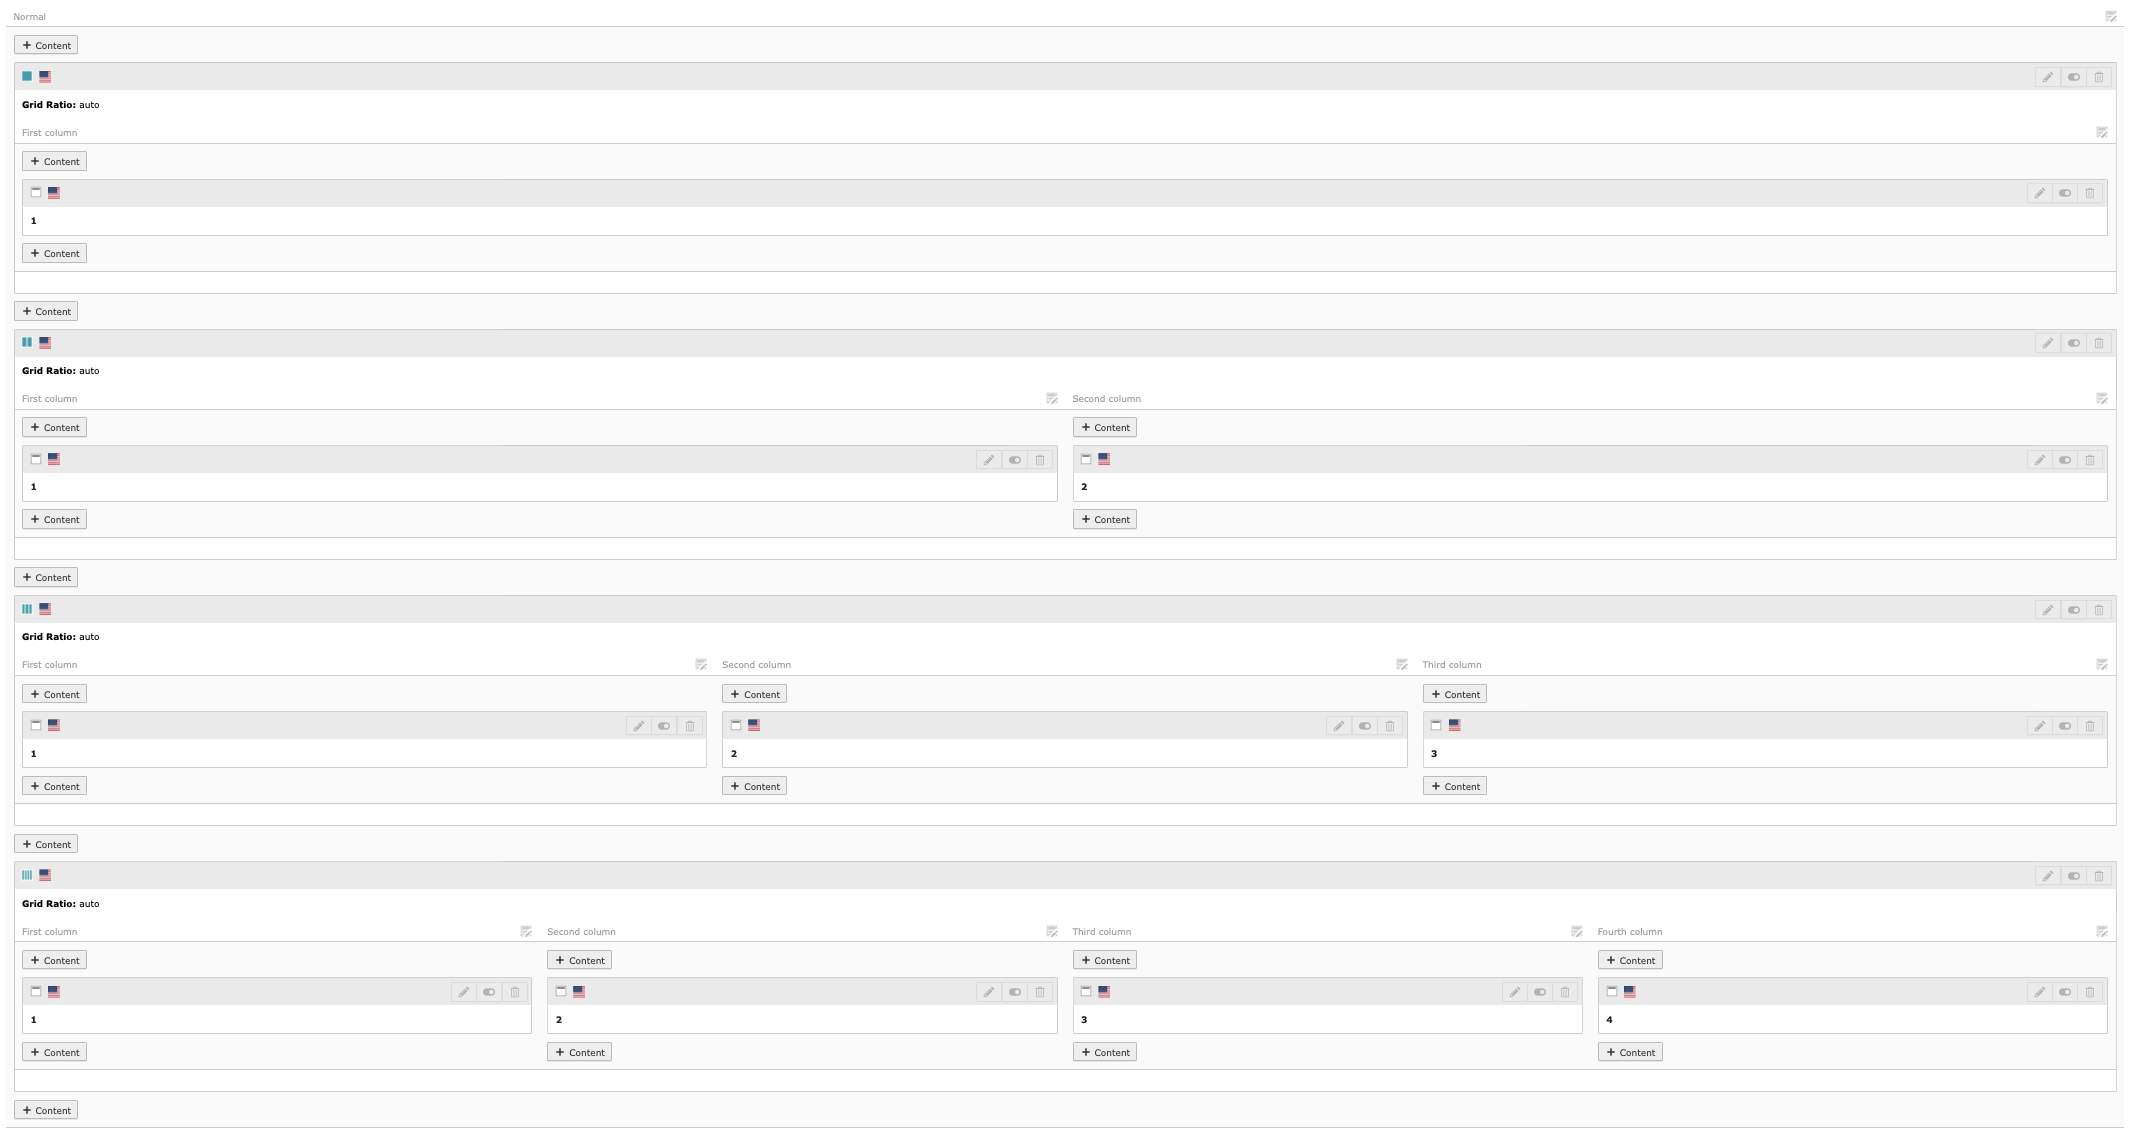 Normal
+ Content
Grid Ratio: auto
First column
+ Content
1
+ Content
+ Content
Grid Ratio: auto
First column Second column
+ Content + Content
1 2
+ Content + Content
+ Content
Grid Ratio: auto
First column Second column Third column
+ Content + Content + Content
1 2 3
+ Content + Content + Content
+ Content
Grid Ratio: auto
First column Second column Third column Fourth column
+ Content + Content + Content + Content
1 2 3 4
+ Content + Content + Content + Content
+ Content